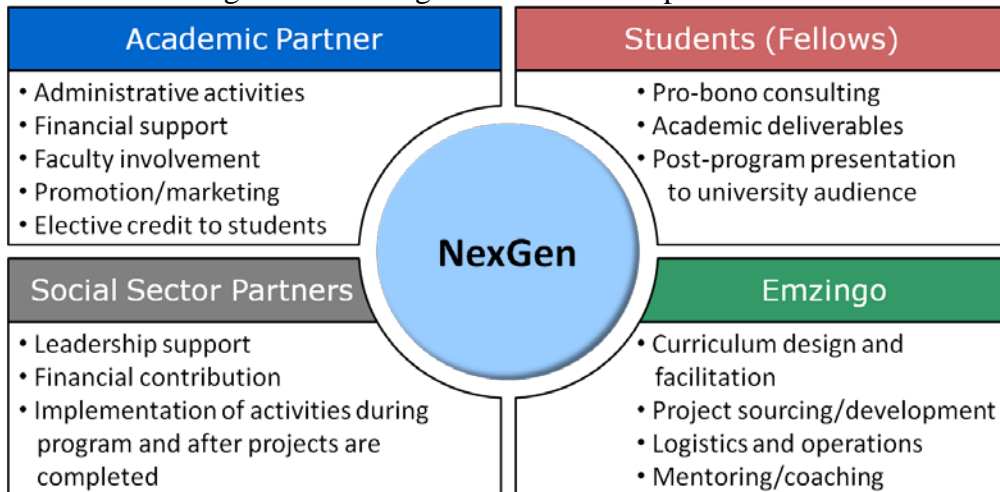 Academic Partner
• Administrative activities
• Financial support
• Faculty involvement
• Promotion/marketing
• Elective credit to students
Students (Fellows)
• Pro-bono consulting
• Academic deliverables
• Post-program presentation
to university audience
NexGen
Social Sector Partners
• Leadership support
• Financial contribution
• Implementation of activities during
program and after projects are
completed
Emzingo
• Curriculum design and
facilitation
• Project sourcing/development
• Logistics and operations
• Mentoring/coaching